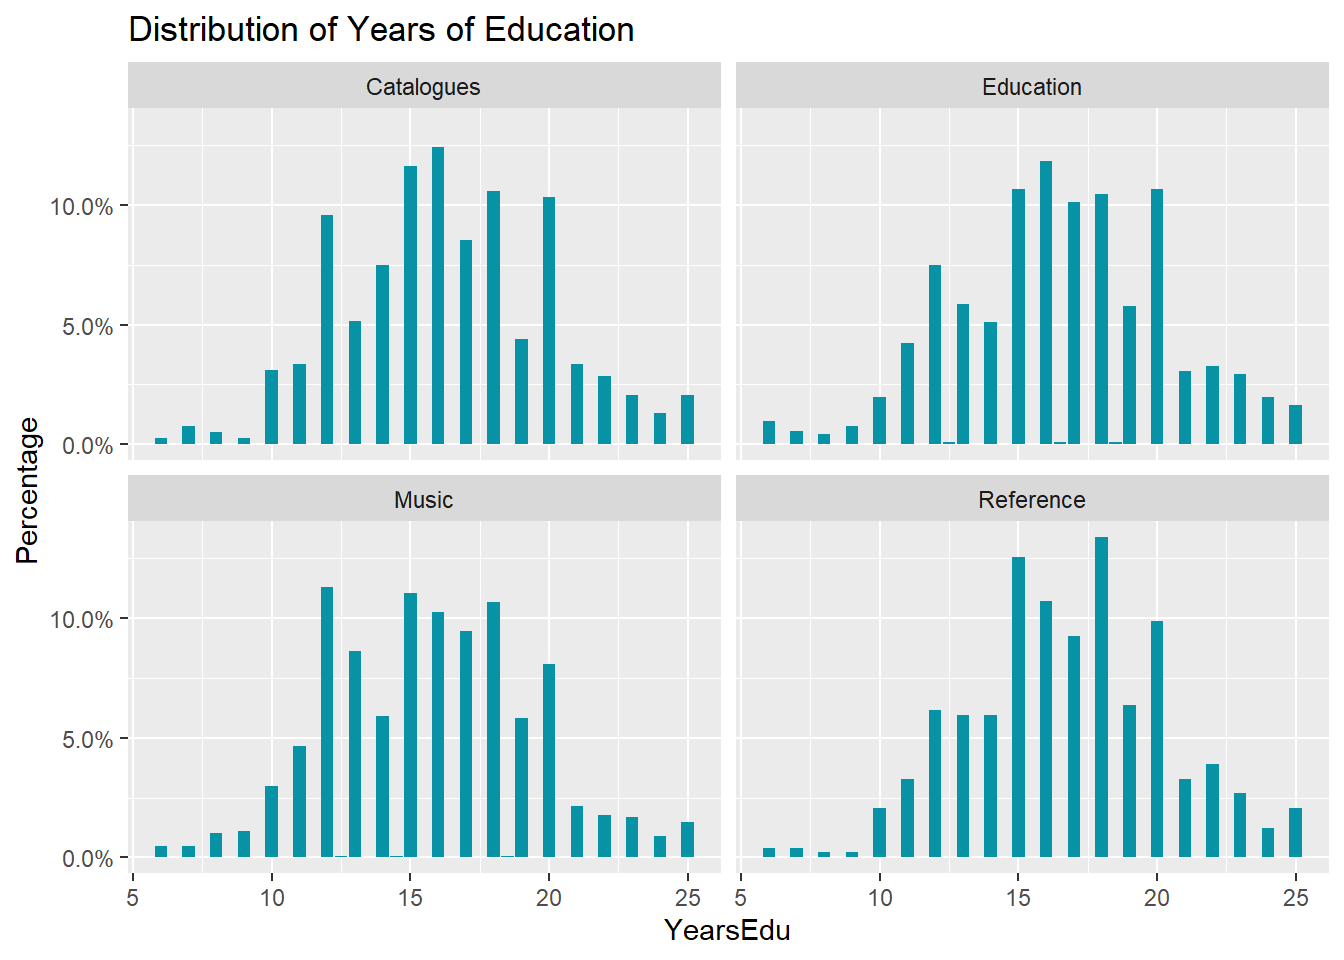 Distribution of Years of Education
Catalogues
Education
10.0%
5.0%
0.0%
Percentage
Music
Reference
10.0%
5.0%
0.0%
5 10 15 20 25
5 10 15 20 25
YearsEdu